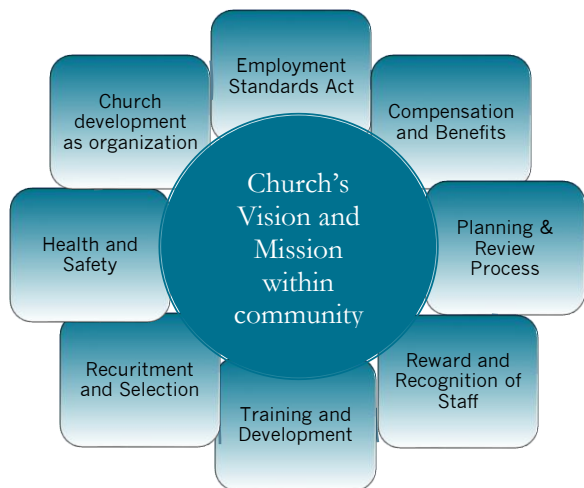 Employment
Standards Act
Compensation
and Benefits
Planning &
Review
Process
Reward and
Recognition of
Staff
Training and
Development
Recuritment
and Selection
Health and
Safety
Church
development
as organization
Church’s
Vision and
Mission
within
community